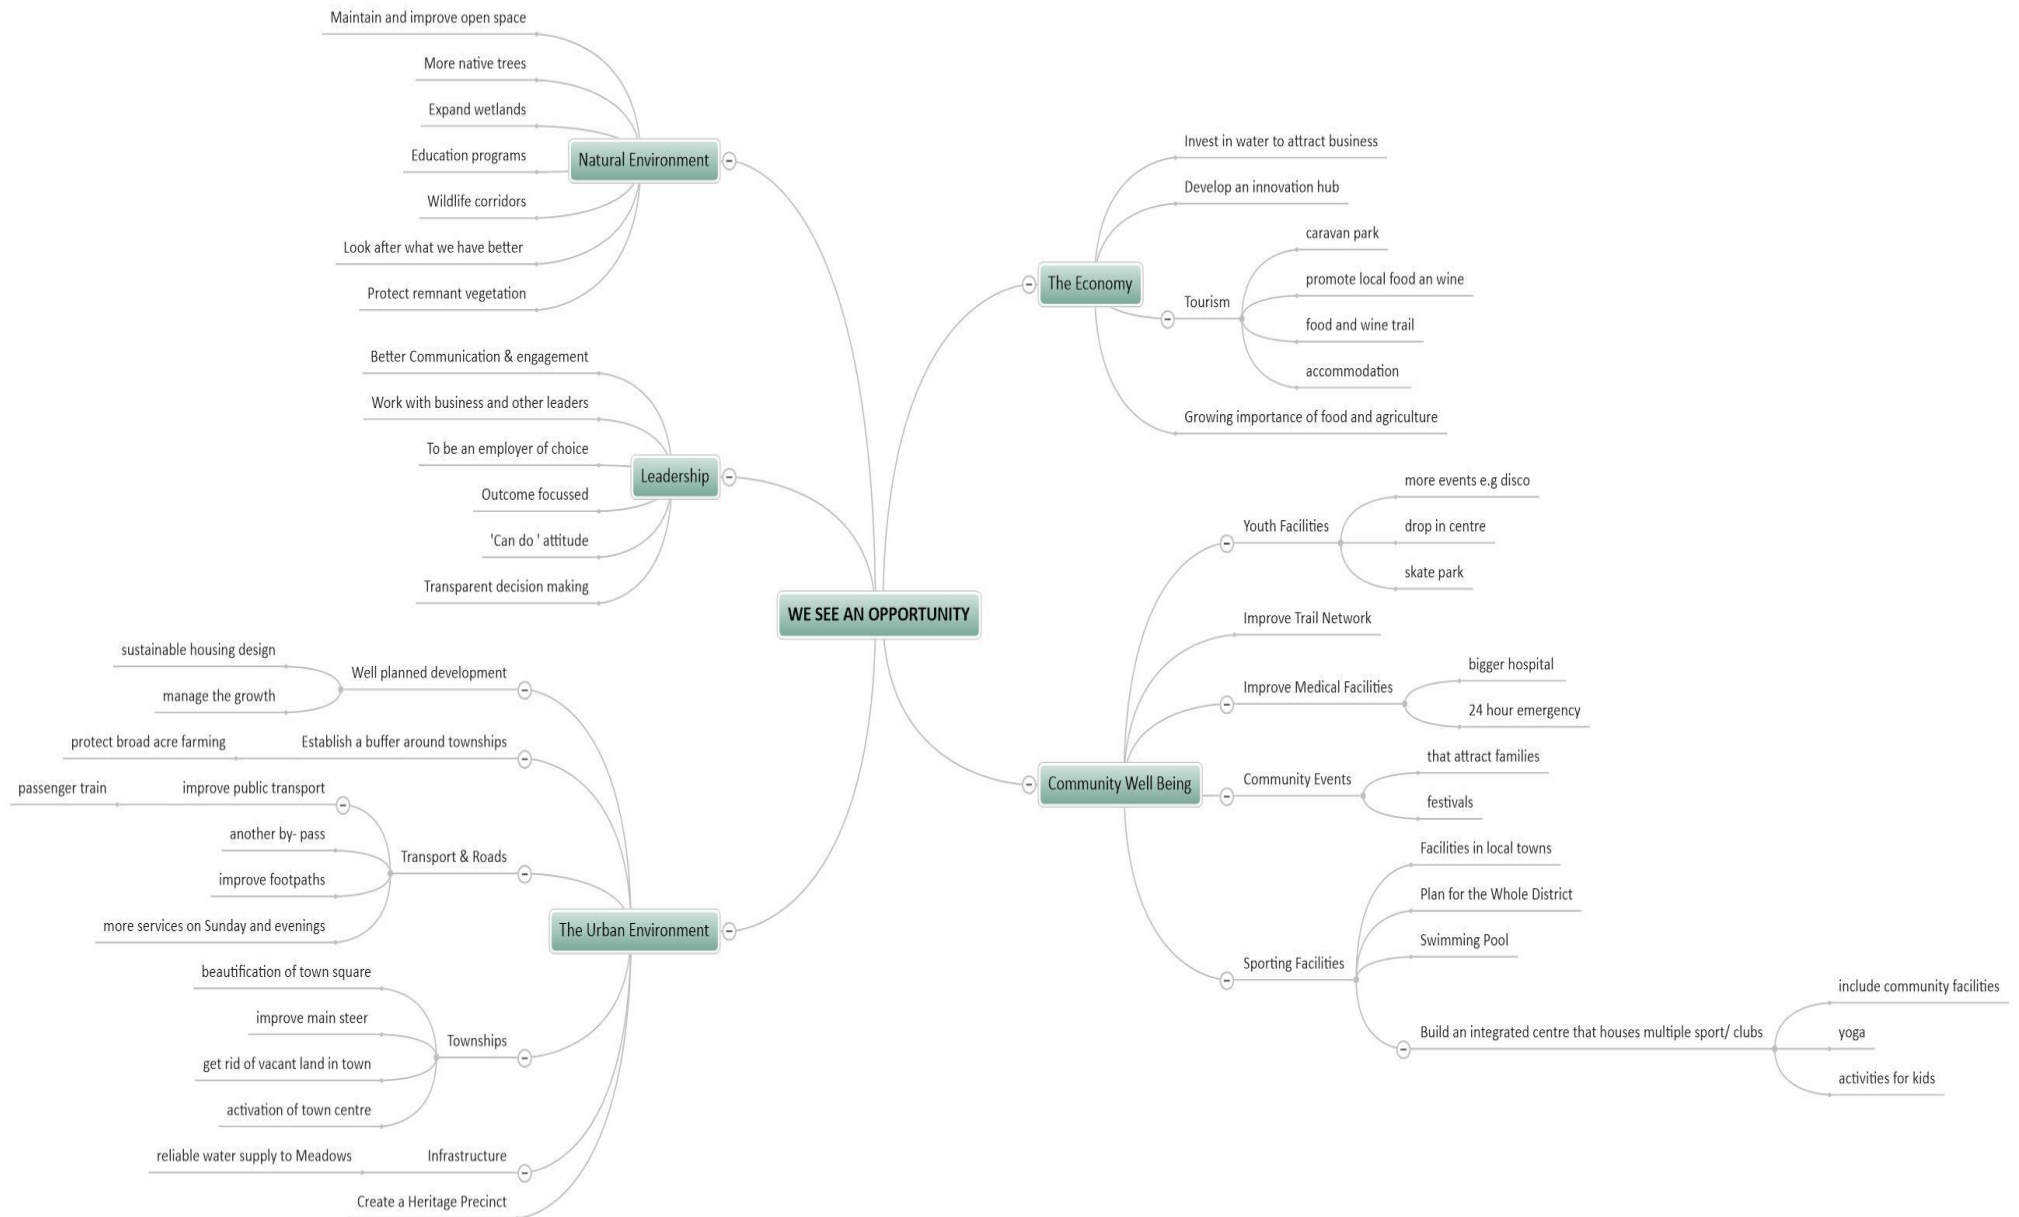 Maintain and improve open space
More native trees
Expand wetlands
Education programs
Wildlife corridors
Look after what we have better
Protect remnant vegetation
Natural Environment
Better Communication & engagement
Work with business and other leaders
To be an employer of choice
Outcome focussed
'Can do ' attitude
Transparent decision making
Leadership
WE SEE AN OPPORTUNITY
sustainable housing design
manage the growth
Well planned development
protect broad acre farming
Establish a buffer around townships
passenger train
improve public transport
another by- pass
improve footpaths
more services on Sunday and evenings
Transport & Roads
The Urban Environment
beautification of town square
improve main steer
get rid of vacant land in town
activation of town centre
Townships
reliable water supply to Meadows
Infrastructure
Create a Heritage Precinct
The Economy
Invest in water to attract business
Develop an innovation hub
Tourism
caravan park
promote local food an wine
food and wine trail
accommodation
Growing importance of food and agriculture
Community Well Being
Youth Facilities
more events e.g disco
drop in centre
skate park
Improve Trail Network
Improve Medical Facilities
bigger hospital
24 hour emergency
Community Events
that attract families
festivals
Sporting Facilities
Facilities in local towns
Plan for the Whole District
Swimming Pool
Build an integrated centre that houses multiple sport/ clubs
include community facilities
yoga
activities for kids